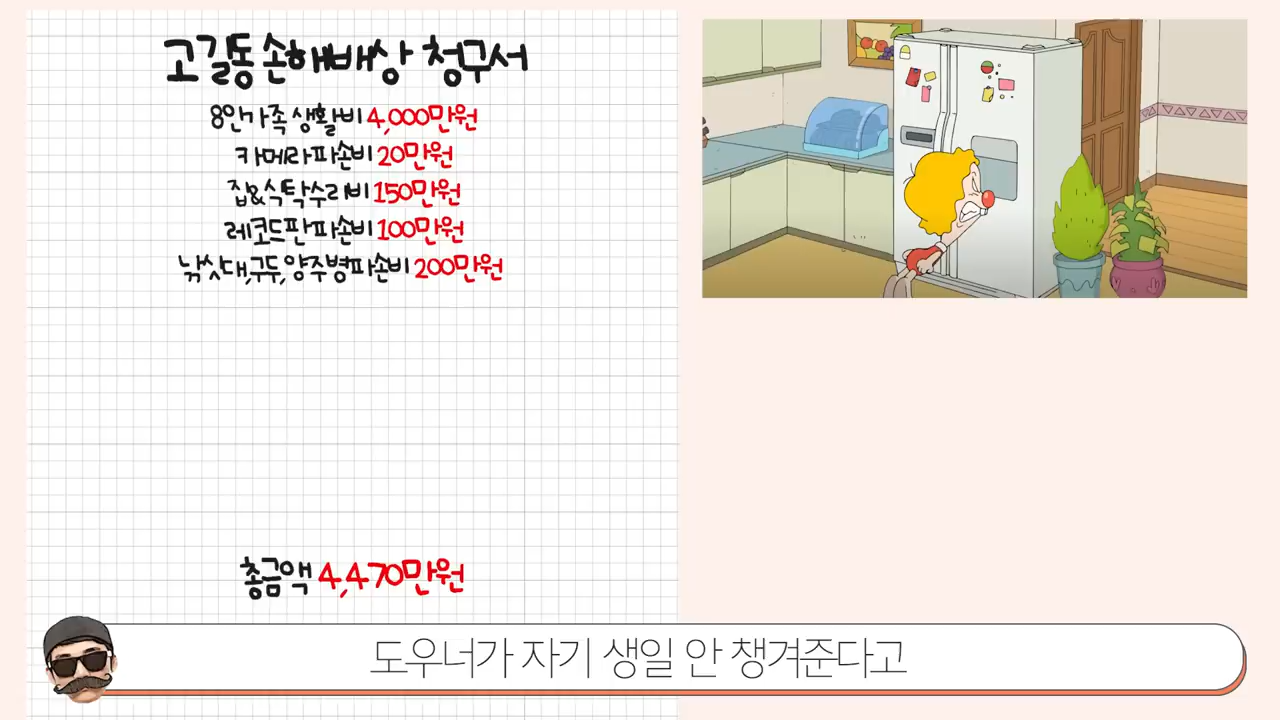 고길동 손해배상 청구서
8인가족 생활비 4,000만원
카메라파손비 20만원
집&식탁수리비 150만원
레코드판파손비 100만원
낚싯대,구두,양주병파손비 200만원
총금액 4,470만원
도우너가 자기 생일 안 챙겨준다고